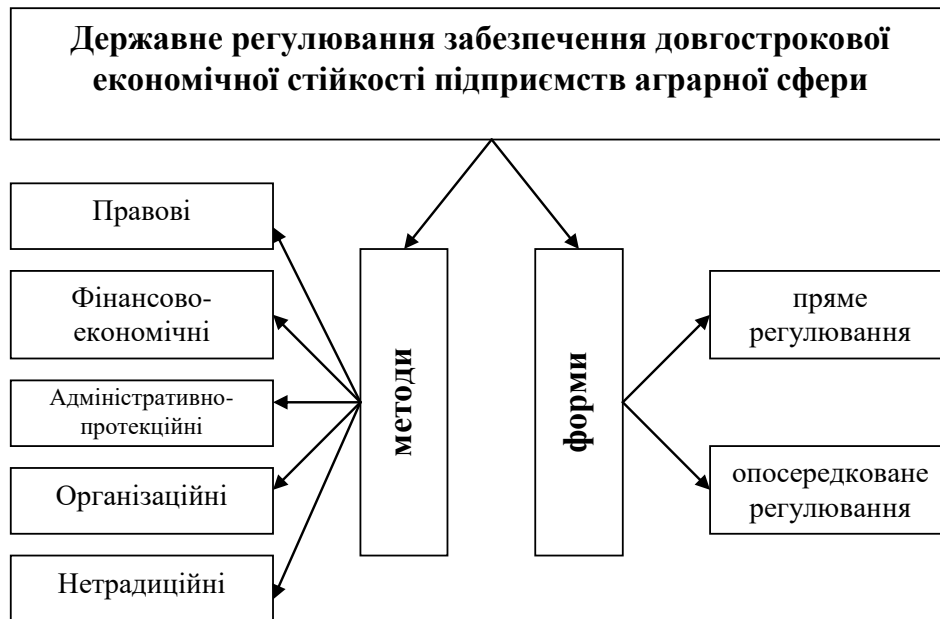 Державне регулювання забезпечення довгострокової
економічної стійкості підприємств аграрної сфери
Правові
Фінансово-
економічні
Адміністративно-
протекційні
Організаційні
Нетрадиційні
методи
форми
пряме
регулювання
опосередковане
регулювання